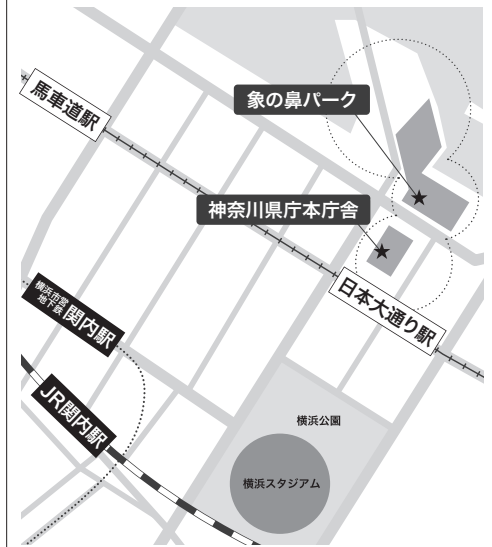 馬車道駅
象の鼻パーク
神奈川県庁本庁舎
日本大通り駅
横浜市営
地下鉄
関内駅
JR関内駅
横浜公園
横浜スタジアム